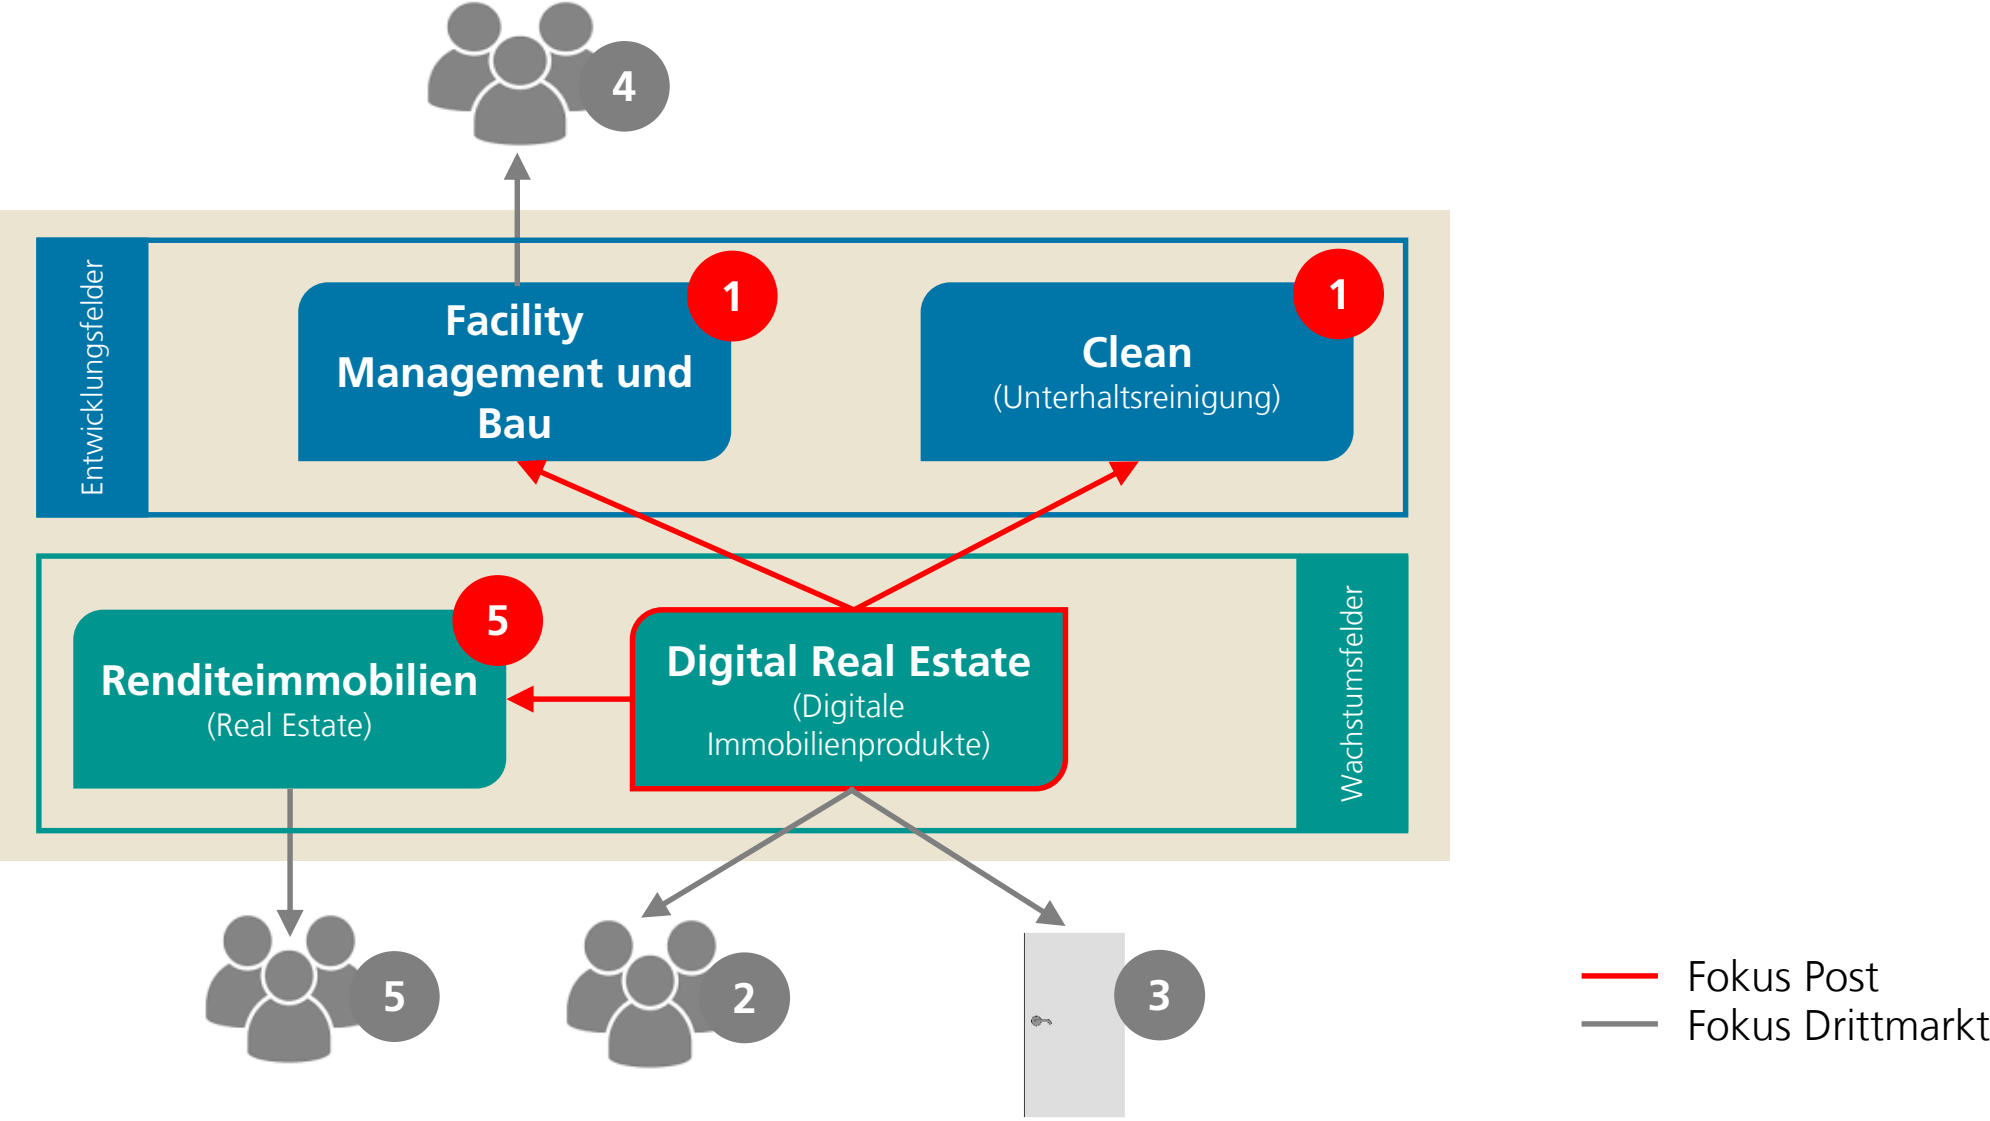 4
Entwicklungsfelder
Facility
Management und
Bau
1
Clean
(Unterhaltsreinigung)
1
Renditeimmobilien
(Real Estate)
5
Digital Real Estate
(Digitale
Immobilienprodukte)
Wachstumsfelder
5
2
3
Fokus Post
Fokus Drittmarkt